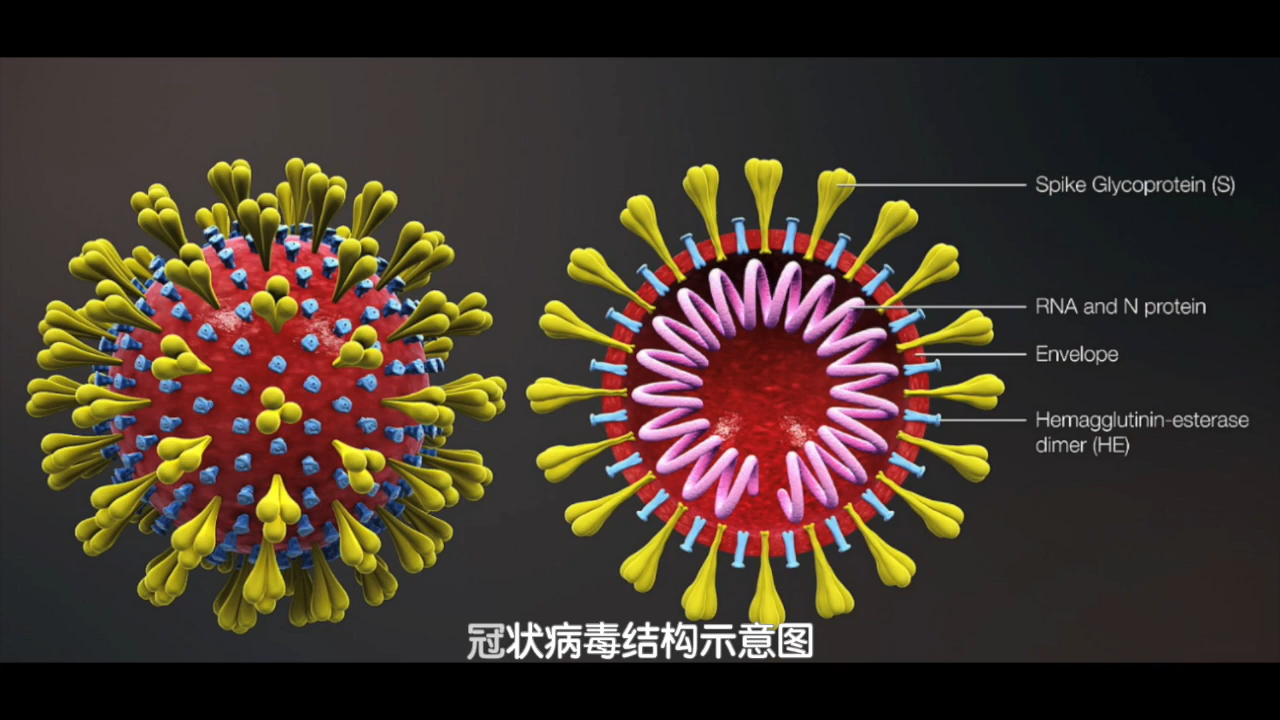 Spike Glycoprotein (S)
RNA and N protein
Envelope
Hemagglutinin-esterase
dimer (HE)
冠状病毒结构示意图